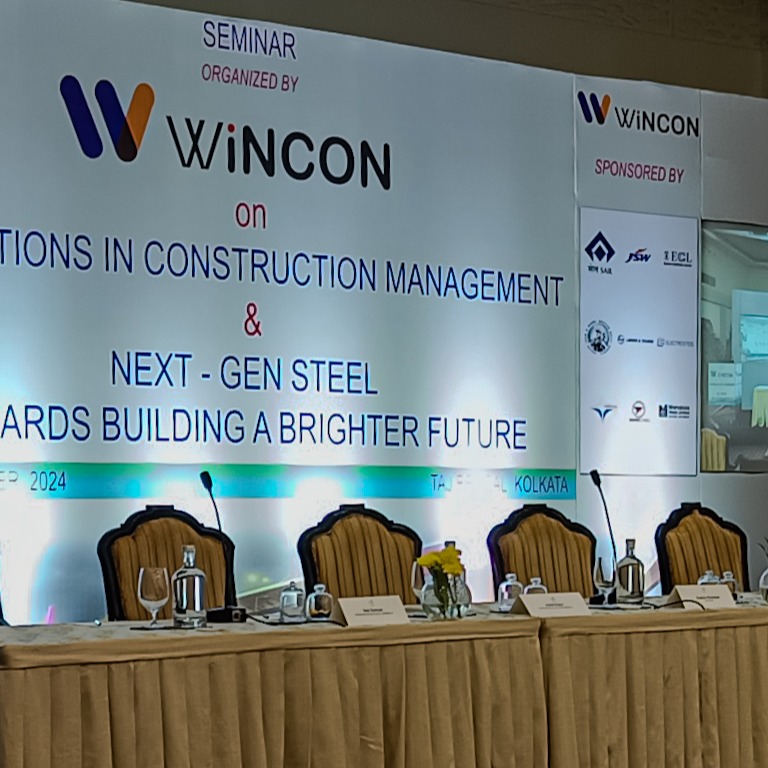 SEMINAR
ORGANIZED BY
WiNCON
on
TIONS IN CONSTRUCTION MANAGEMENT
&
NEXT - GEN STEEL
ARDS BUILDING A BRIGHTER FUTURE
2024
KOLKATA
WiNCON
SPONSORED BY
सेल SAIL
JSW